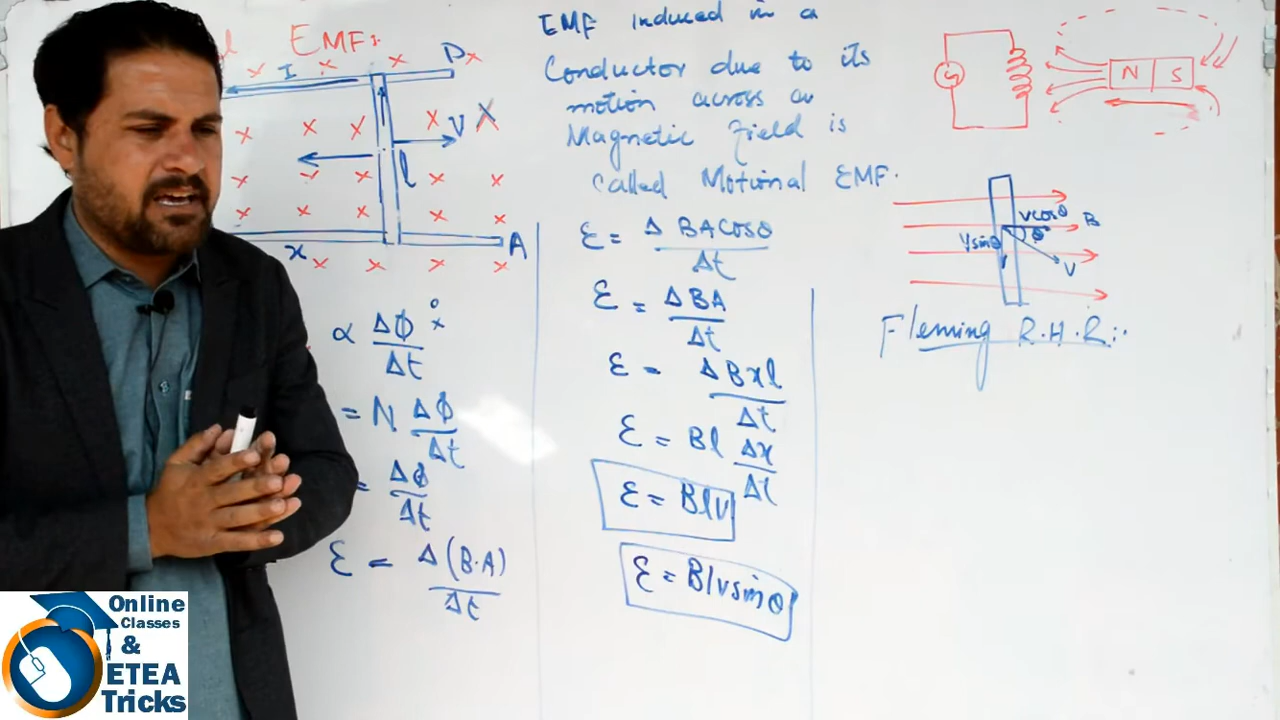 EMF:
I
D
V
X
l
x
A
∝ ΔΦ/Δt
= N ΔΦ/Δt
= ΔΦ/Δt
Ɛ = Δ(B·A)/Δt
EMF induced in a
Conductor due to its
motion across a
Magnetic field is
called Motional EMF.
Ɛ = Δ BACosθ/Δt
Ɛ = ΔBA/Δt
Ɛ = ΔBxl/Δt
Ɛ = Bl Δx/Δt
Ɛ = Blv
Ɛ = Blvsinθ
G
N S
Vcosθ
θ
B
Vsinθ
V
Fleming R.H.R:.
Online
Classes
&
ETEA
Tricks